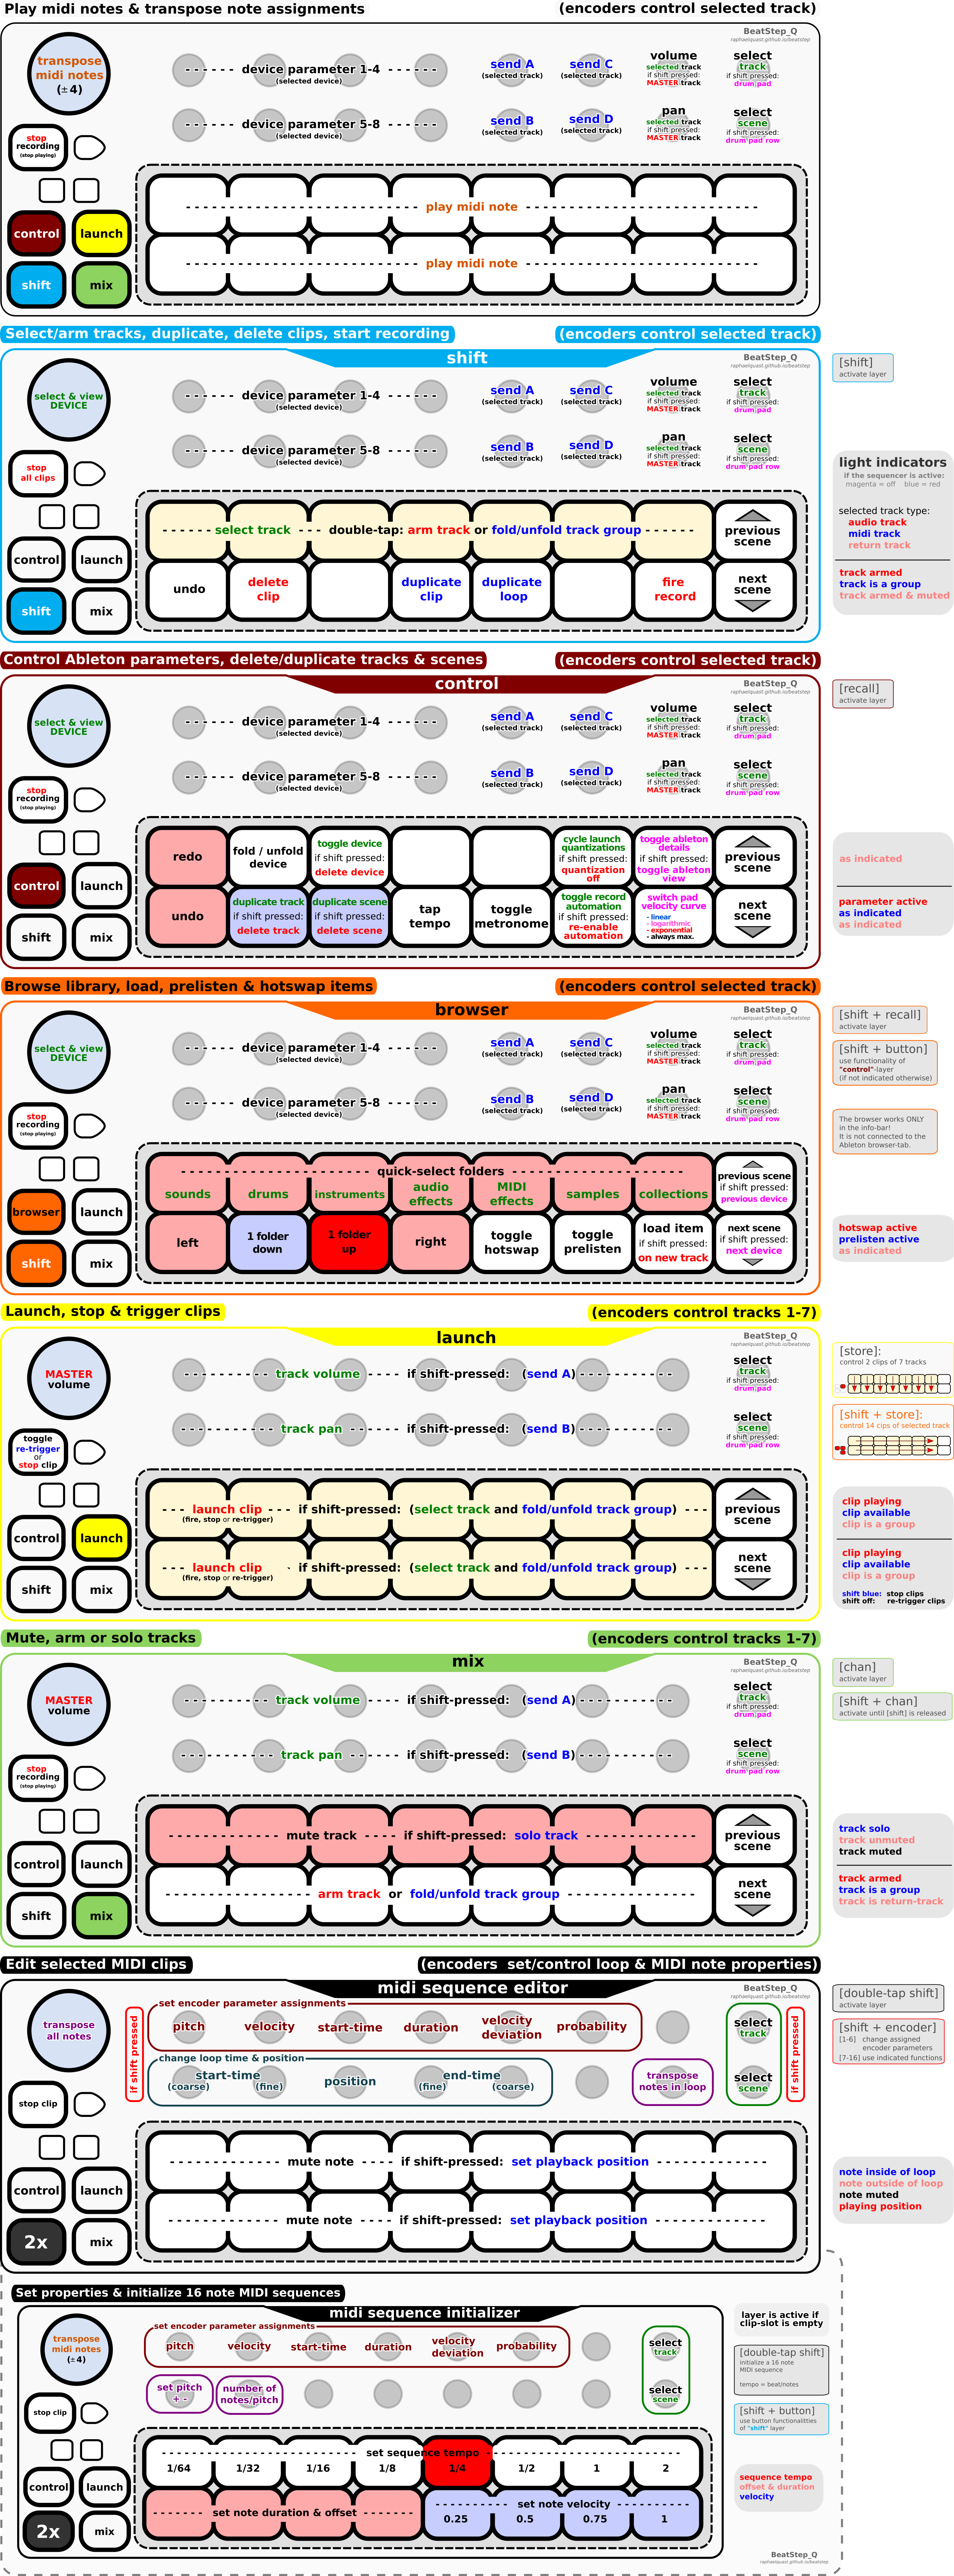 Play midi notes & transpose note assignments (encoders control selected track)
BeatStep_Q
raphaelquast.github.io/beatstep
transpose
midi notes
(±4)
- - - - - - device parameter 1-4 - - - - - -
(selected device)
send A
(selected track)
send C
(selected track)
volume
selected track
if shift pressed:
MASTER track
select
track
if shift pressed:
drum pad
- - - - - - device parameter 5-8 - - - - - -
(selected device)
send B
(selected track)
send D
(selected track)
pan
selected track
if shift pressed:
MASTER track
select
scene
if shift pressed:
drum pad row
stop
recording
(stop playing)
control
launch
shift
mix
play midi note
play midi note
Select/arm tracks, duplicate, delete clips, start recording (encoders control selected track)
shift
BeatStep_Q
raphaelquast.github.io/beatstep
[shift]
activate layer
select & view
DEVICE
- - - - - - device parameter 1-4 - - - - - -
(selected device)
send A
(selected track)
send C
(selected track)
volume
selected track
if shift pressed:
MASTER track
select
track
if shift pressed:
drum pad
- - - - - - device parameter 5-8 - - - - - -
(selected device)
send B
(selected track)
send D
(selected track)
pan
selected track
if shift pressed:
MASTER track
select
scene
if shift pressed:
drum pad row
stop
all clips
control
launch
shift
mix
select track - - - double-tap: arm track or fold/unfold track group
previous
scene
undo
delete
clip
duplicate
clip
duplicate
loop
fire
record
next
scene
light indicators
if the sequencer is active:
magenta = off blue = red
selected track type:
audio track
midi track
return track
track armed
track is a group
track armed & muted
Control Ableton parameters, delete/duplicate tracks & scenes (encoders control selected track)
control
BeatStep_Q
raphaelquast.github.io/beatstep
[recall]
activate layer
select & view
DEVICE
- - - - - - device parameter 1-4 - - - - - -
(selected device)
send A
(selected track)
send C
(selected track)
volume
selected track
if shift pressed:
MASTER track
select
track
if shift pressed:
drum pad
- - - - - - device parameter 5-8 - - - - - -
(selected device)
send B
(selected track)
send D
(selected track)
pan
selected track
if shift pressed:
MASTER track
select
scene
if shift pressed:
drum pad row
stop
recording
(stop playing)
control
launch
shift
mix
redo
fold / unfold
device
toggle device
if shift pressed:
delete device
cycle launch
quantizations
if shift pressed:
quantization
off
toggle ableton
details
if shift pressed:
toggle ableton
view
previous
scene
undo
duplicate track
if shift pressed:
delete track
duplicate scene
if shift pressed:
delete scene
tap
tempo
toggle
metronome
toggle record
automation
if shift pressed:
re-enable
automation
switch pad
velocity curve
- linear
- logarithmic
- exponential
- always max.
next
scene
as indicated
parameter active
as indicated
as indicated
Browse library, load, prelisten & hotswap items (encoders control selected track)
browser
BeatStep_Q
raphaelquast.github.io/beatstep
[shift + recall]
activate layer
[shift + button]
use functionality of
"control"-layer
(if not indicated otherwise)
The browser works ONLY
in the info-bar!
It is not connected to the
Ableton browser-tab.
select & view
DEVICE
- - - - - - device parameter 1-4 - - - - - -
(selected device)
send A
(selected track)
send C
(selected track)
volume
selected track
if shift pressed:
MASTER track
select
track
if shift pressed:
drum pad
- - - - - - device parameter 5-8 - - - - - -
(selected device)
send B
(selected track)
send D
(selected track)
pan
selected track
if shift pressed:
MASTER track
select
scene
if shift pressed:
drum pad row
stop
recording
(stop playing)
browser
launch
shift
mix
quick-select folders
sounds
drums
instruments
audio
effects
MIDI
effects
samples
collections
previous scene
if shift pressed:
previous device
left
1 folder
down
1 folder
up
right
toggle
hotswap
toggle
prelisten
load item
if shift pressed:
on new track
next scene
if shift pressed:
next device
hotswap active
prelisten active
as indicated
Launch, stop & trigger clips (encoders control tracks 1-7)
launch
BeatStep_Q
raphaelquast.github.io/beatstep
[store]:
control 2 clips of 7 tracks
[shift + store]:
control 14 cips of selected track
MASTER
volume
track volume - - - - - if shift-pressed: (send A)
select
track
if shift pressed:
drum pad
track pan - - - - - - if shift-pressed: (send B)
select
scene
if shift pressed:
drum pad row
toggle
re-trigger
or
stop clip
control
launch
shift
mix
- - - launch clip - if shift-pressed: (select track and fold/unfold track group) - - -
(fire, stop or re-trigger)
previous
scene
- - - launch clip - if shift-pressed: (select track and fold/unfold track group) - - -
(fire, stop or re-trigger)
next
scene
clip playing
clip available
clip is a group
clip playing
clip available
clip is a group
shift blue: stop clips
shift off: re-trigger clips
Mute, arm or solo tracks (encoders control tracks 1-7)
mix
BeatStep_Q
raphaelquast.github.io/beatstep
[chan]
activate layer
[shift + chan]
activate until [shift] is released
MASTER
volume
track volume - - - - - if shift-pressed: (send A)
select
track
if shift pressed:
drum pad
track pan - - - - - - if shift-pressed: (send B)
select
scene
if shift pressed:
drum pad row
stop
recording
(stop playing)
control
launch
shift
mix
mute track - - - - - if shift-pressed: solo track
previous
scene
arm track or fold/unfold track group
next
scene
track solo
track unmuted
track muted
track armed
track is a group
track is return-track
Edit selected MIDI clips (encoders set/control loop & MIDI note properties)
midi sequence editor
BeatStep_Q
raphaelquast.github.io/beatstep
[double-tap shift]
activate layer
[shift + encoder]
[1-6] change assigned
encoder parameters
[7-16] use indicated functions
transpose
all notes
if shift pressed
set encoder parameter assignments
pitch
velocity
start-time
duration
velocity
deviation
probability
select
track
if shift pressed
change loop time & position
start-time
(coarse)
(fine)
position
end-time
(fine)
(coarse)
transpose
notes in loop
select
scene
stop clip
control
launch
2x
mix
mute note - - - - if shift-pressed: set playback position
mute note - - - - if shift-pressed: set playback position
note inside of loop
note outside of loop
note muted
playing position
Set properties & initialize 16 note MIDI sequences
midi sequence initializer
layer is active if
clip-slot is empty
[double-tap shift]
initialize a 16 note
MIDI sequence
tempo = beat/notes
[shift + button]
use button functionalities
of "shift" layer
transpose
midi notes
(±4)
set encoder parameter assignments
pitch
velocity
start-time
duration
velocity
deviation
probability
select
track
set pitch
+ -
number of
notes/pitch
select
scene
stop clip
control
launch
2x
mix
set sequence tempo
1/64
1/32
1/16
1/8
1/4
1/2
1
2
set note duration & offset
set note velocity
0.25
0.5
0.75
1
sequence tempo
offset & duration
velocity
BeatStep_Q
raphaelquast.github.io/beatstep